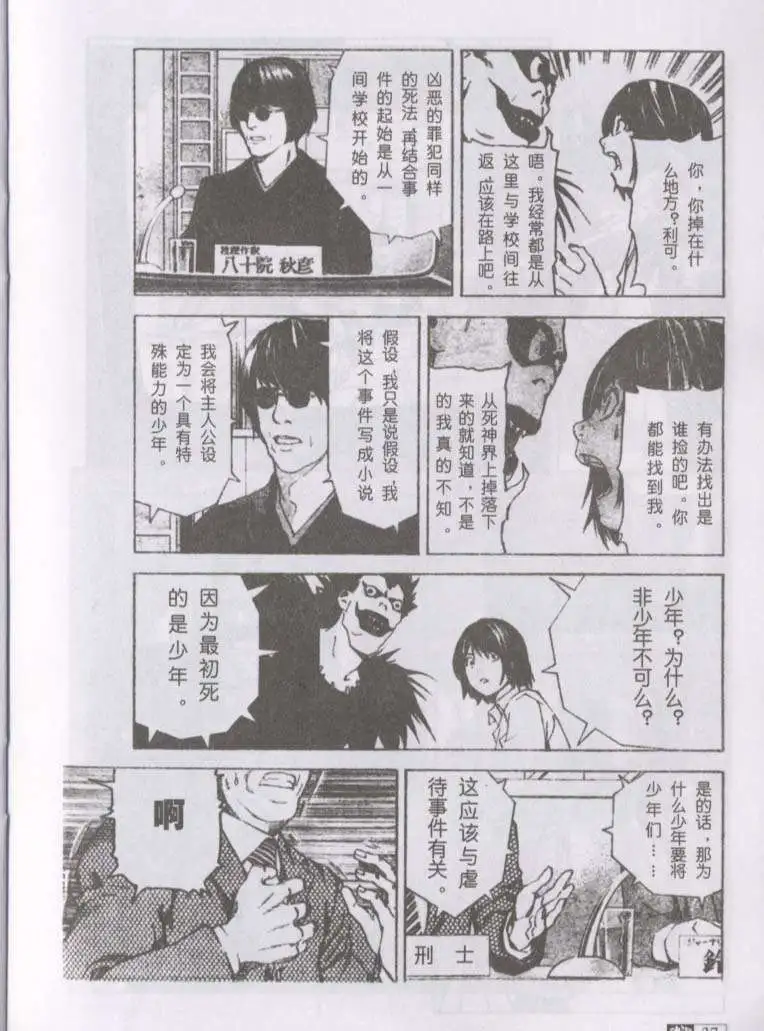 你,你掉在什
么地方?利可。
唔。我经常都是从
这里与学校间往
返,应该在路上吧。
凶恶的罪犯同样
的死法,再结合事
件的起始是从一
间学校开始的。
推理作家
八十院 秋彦
有办法找出是
谁捡的吧。你
都能找到我。
从死神界上掉落下
来的就知道,不是
的我真的不知。
假设,我只是说假设,我
将这个事件写成小说
我会将主人公设
定为一个具有特
殊能力的少年。
少年?为什么?
非少年不可么?
因为最初死
的是少年。
是的话,那为
什么少年要将
少年们……
这应该与虐
待事件有关。
刑 士
ジャーナリ
鈴
啊